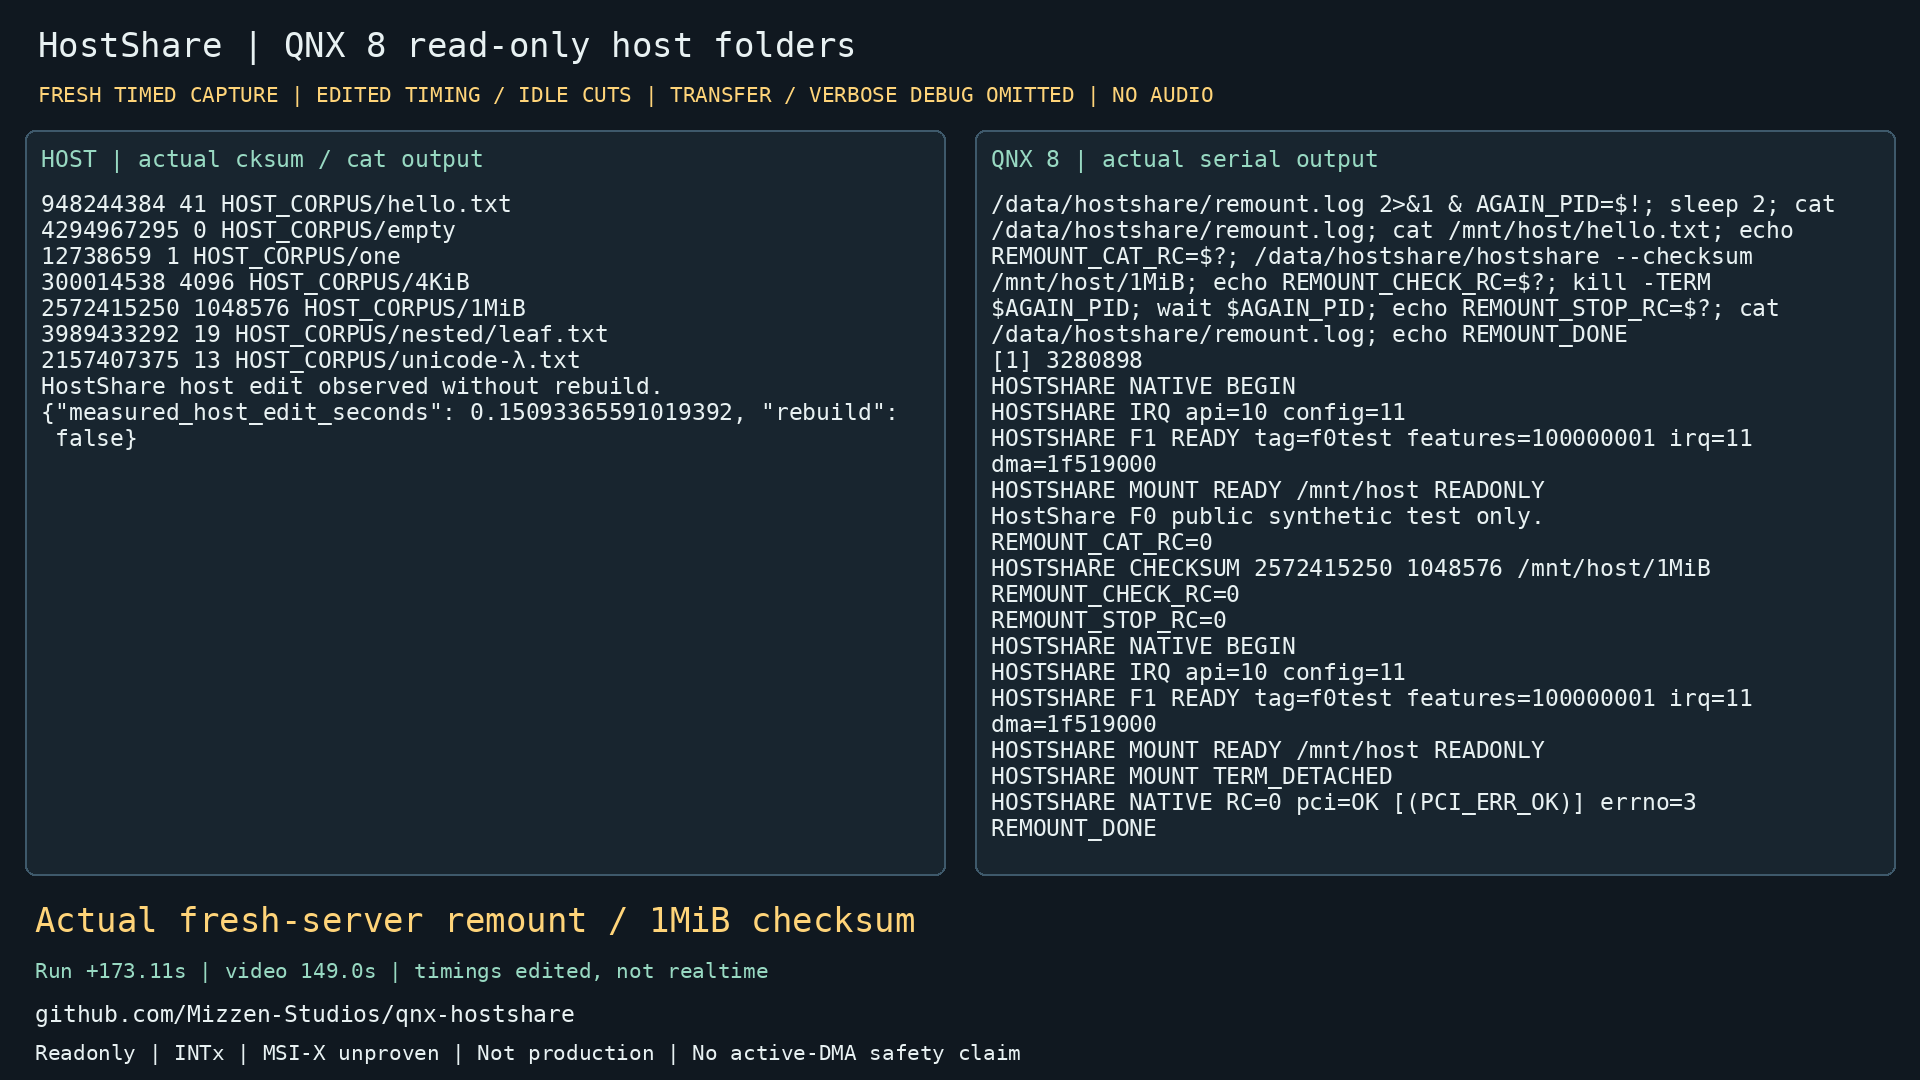 HostShare | QNX 8 read-only host folders
FRESH TIMED CAPTURE | EDITED TIMING / IDLE CUTS | TRANSFER / VERBOSE DEBUG OMITTED | NO AUDIO
HOST | actual cksum / cat output
948244384 41 HOST_CORPUS/hello.txt
4294967295 0 HOST_CORPUS/empty
12738659 1 HOST_CORPUS/one
300014538 4096 HOST_CORPUS/4KiB
2572415250 1048576 HOST_CORPUS/1MiB
3989433292 19 HOST_CORPUS/nested/leaf.txt
2157407375 13 HOST_CORPUS/unicode-λ.txt
HostShare host edit observed without rebuild.
{"measured_host_edit_seconds": 0.15093365591019392, "rebuild":
false}
QNX 8 | actual serial output
/data/hostshare/remount.log 2>&1 & AGAIN_PID=$!; sleep 2; cat
/data/hostshare/remount.log; cat /mnt/host/hello.txt; echo
REMOUNT_CAT_RC=$?; /data/hostshare/hostshare --checksum
/mnt/host/1MiB; echo REMOUNT_CHECK_RC=$?; kill -TERM
$AGAIN_PID; wait $AGAIN_PID; echo REMOUNT_STOP_RC=$?; cat
/data/hostshare/remount.log; echo REMOUNT_DONE
[1] 3280898
HOSTSHARE NATIVE BEGIN
HOSTSHARE IRQ api=10 config=11
HOSTSHARE F1 READY tag=f0test features=100000001 irq=11
dma=1f519000
HOSTSHARE MOUNT READY /mnt/host READONLY
HostShare F0 public synthetic test only.
REMOUNT_CAT_RC=0
HOSTSHARE CHECKSUM 2572415250 1048576 /mnt/host/1MiB
REMOUNT_CHECK_RC=0
REMOUNT_STOP_RC=0
HOSTSHARE NATIVE BEGIN
HOSTSHARE IRQ api=10 config=11
HOSTSHARE F1 READY tag=f0test features=100000001 irq=11
dma=1f519000
HOSTSHARE MOUNT READY /mnt/host READONLY
HOSTSHARE MOUNT TERM_DETACHED
HOSTSHARE NATIVE RC=0 pci=OK [(PCI_ERR_OK)] errno=3
REMOUNT_DONE
Actual fresh-server remount / 1MiB checksum
Run +173.11s | video 149.0s | timings edited, not realtime
github.com/Mizzen-Studios/qnx-hostshare
Readonly | INTx | MSI-X unproven | Not production | No active-DMA safety claim